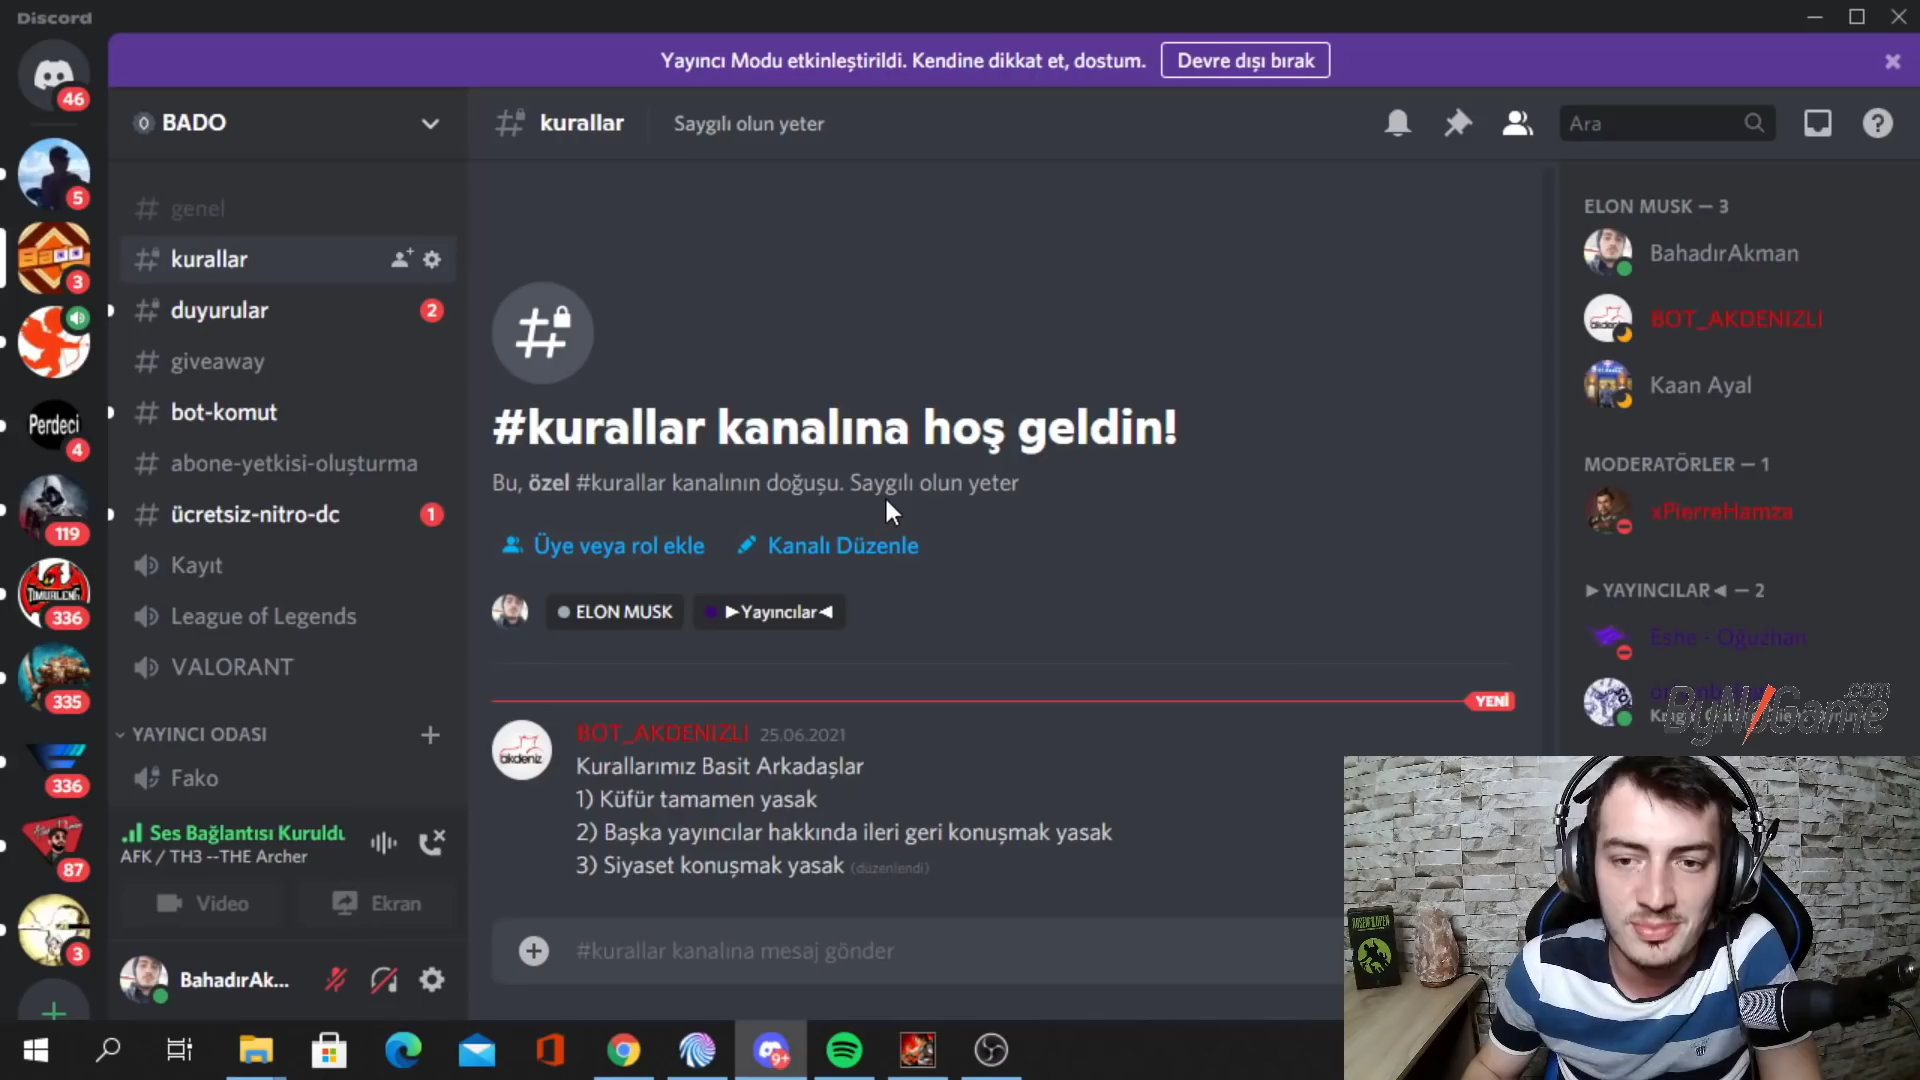 Discord
Yayıncı Modu etkinleştirildi. Kendine dikkat et, dostum.
Devre dışı bırak
46
5
3
Perdeci
4
119
TIMURLENG
336
335
336
87
3
BADO
genel
kurallar
duyurular
2
giveaway
bot-komut
abone-yetkisi-oluşturma
ücretsiz-nitro-dc
1
Kayıt
League of Legends
VALORANT
YAYINCI ODASI
Fako
Ses Bağlantısı Kuruldu
AFK / TH3 --THE Archer
Video
Ekran
BahadırAk...
kurallar
Saygılı olun yeter
Ara
#kurallar kanalına hoş geldin!
Bu, özel #kurallar kanalının doğuşu. Saygılı olun yeter
Üye veya rol ekle
Kanalı Düzenle
ELON MUSK
▶Yayıncılar◀
YENİ
akdeniz
BOT_AKDENIZLI 25.06.2021
Kurallarımız Basit Arkadaşlar
1) Küfür tamamen yasak
2) Başka yayıncılar hakkında ileri geri konuşmak yasak
3) Siyaset konuşmak yasak (düzenlendi)
#kurallar kanalına mesaj gönder
ELON MUSK — 3
BahadırAkman
BOT_AKDENIZLI
Kaan Ayal
MODERATÖRLER — 1
xPierreHamza
▶YAYINCILAR◀ — 2
Eshe - Oğuzhan
ByNoGame.com
9+